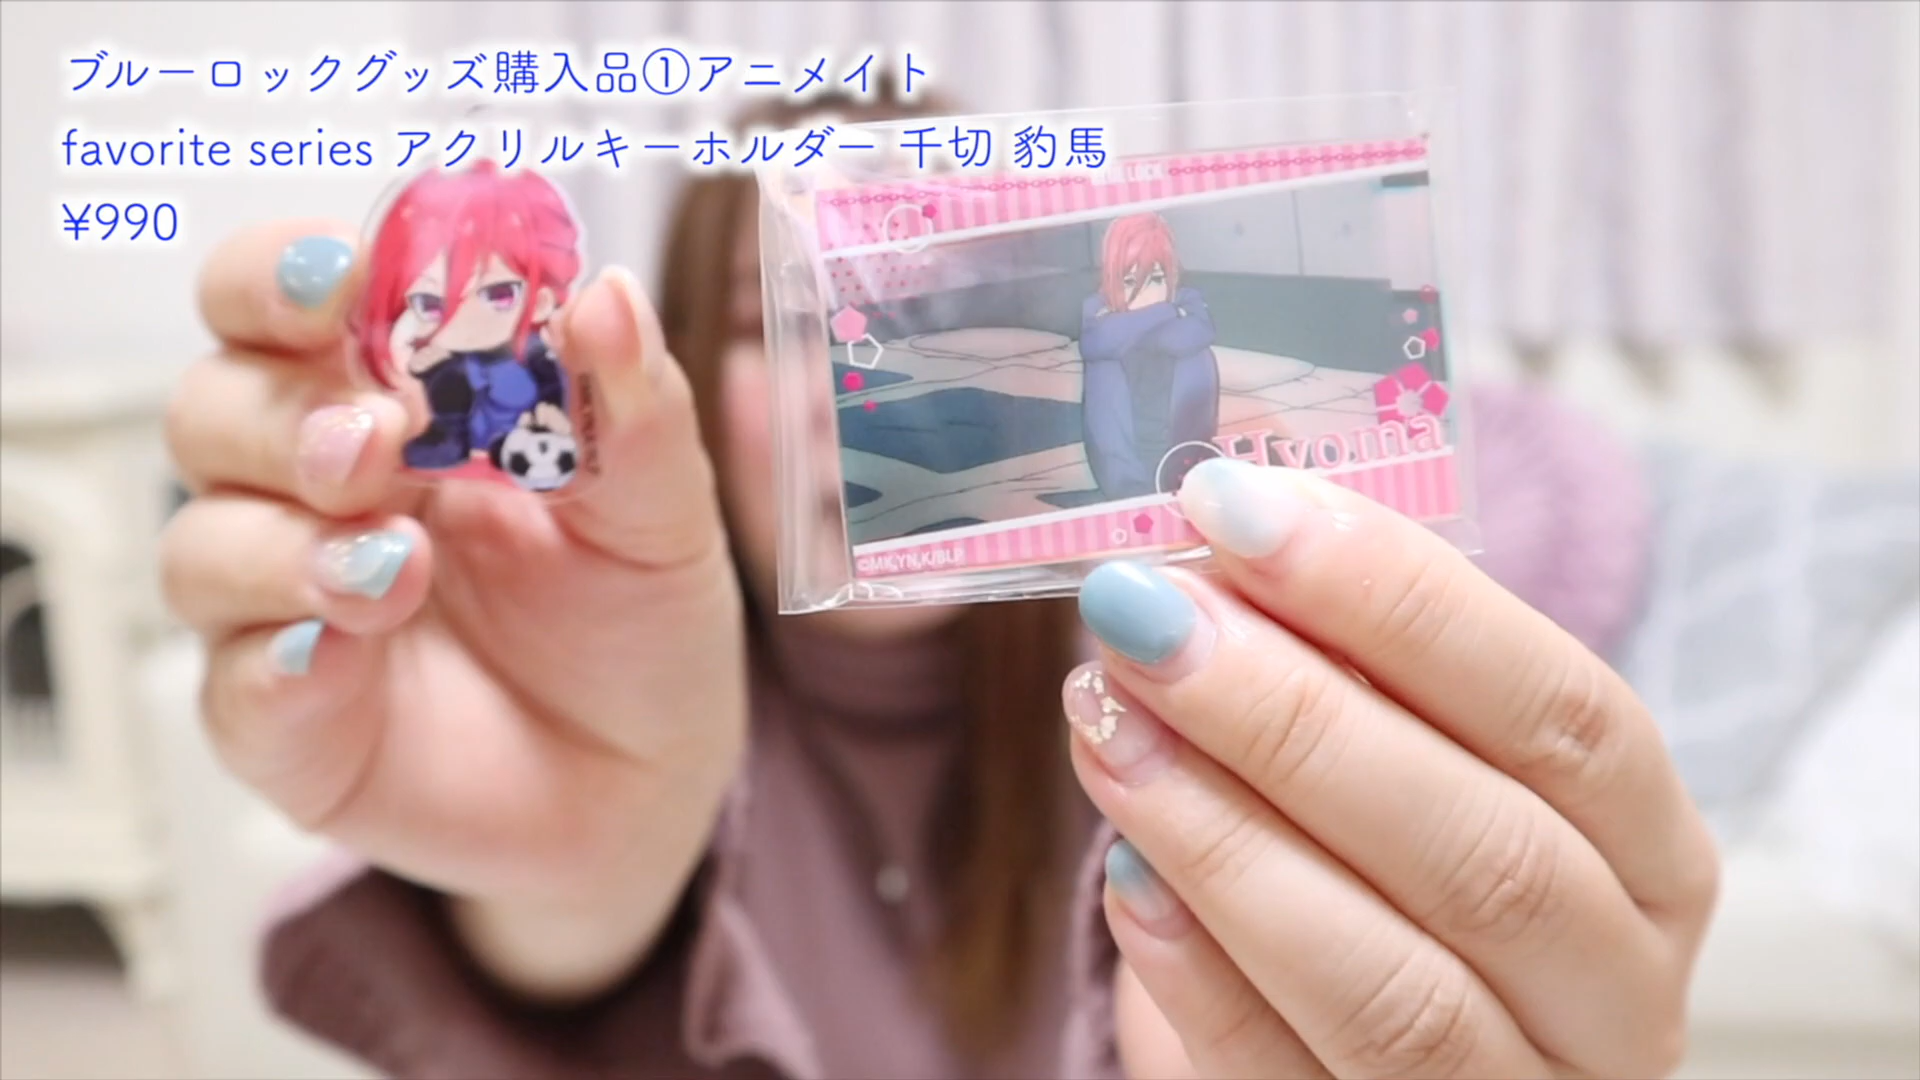 ブルーロックグッズ購入品①アニメイト
favorite series アクリルキーホルダー 千切 豹馬
¥990
BLUE LOCK
Hyoma
©MK,YN,K/BLP